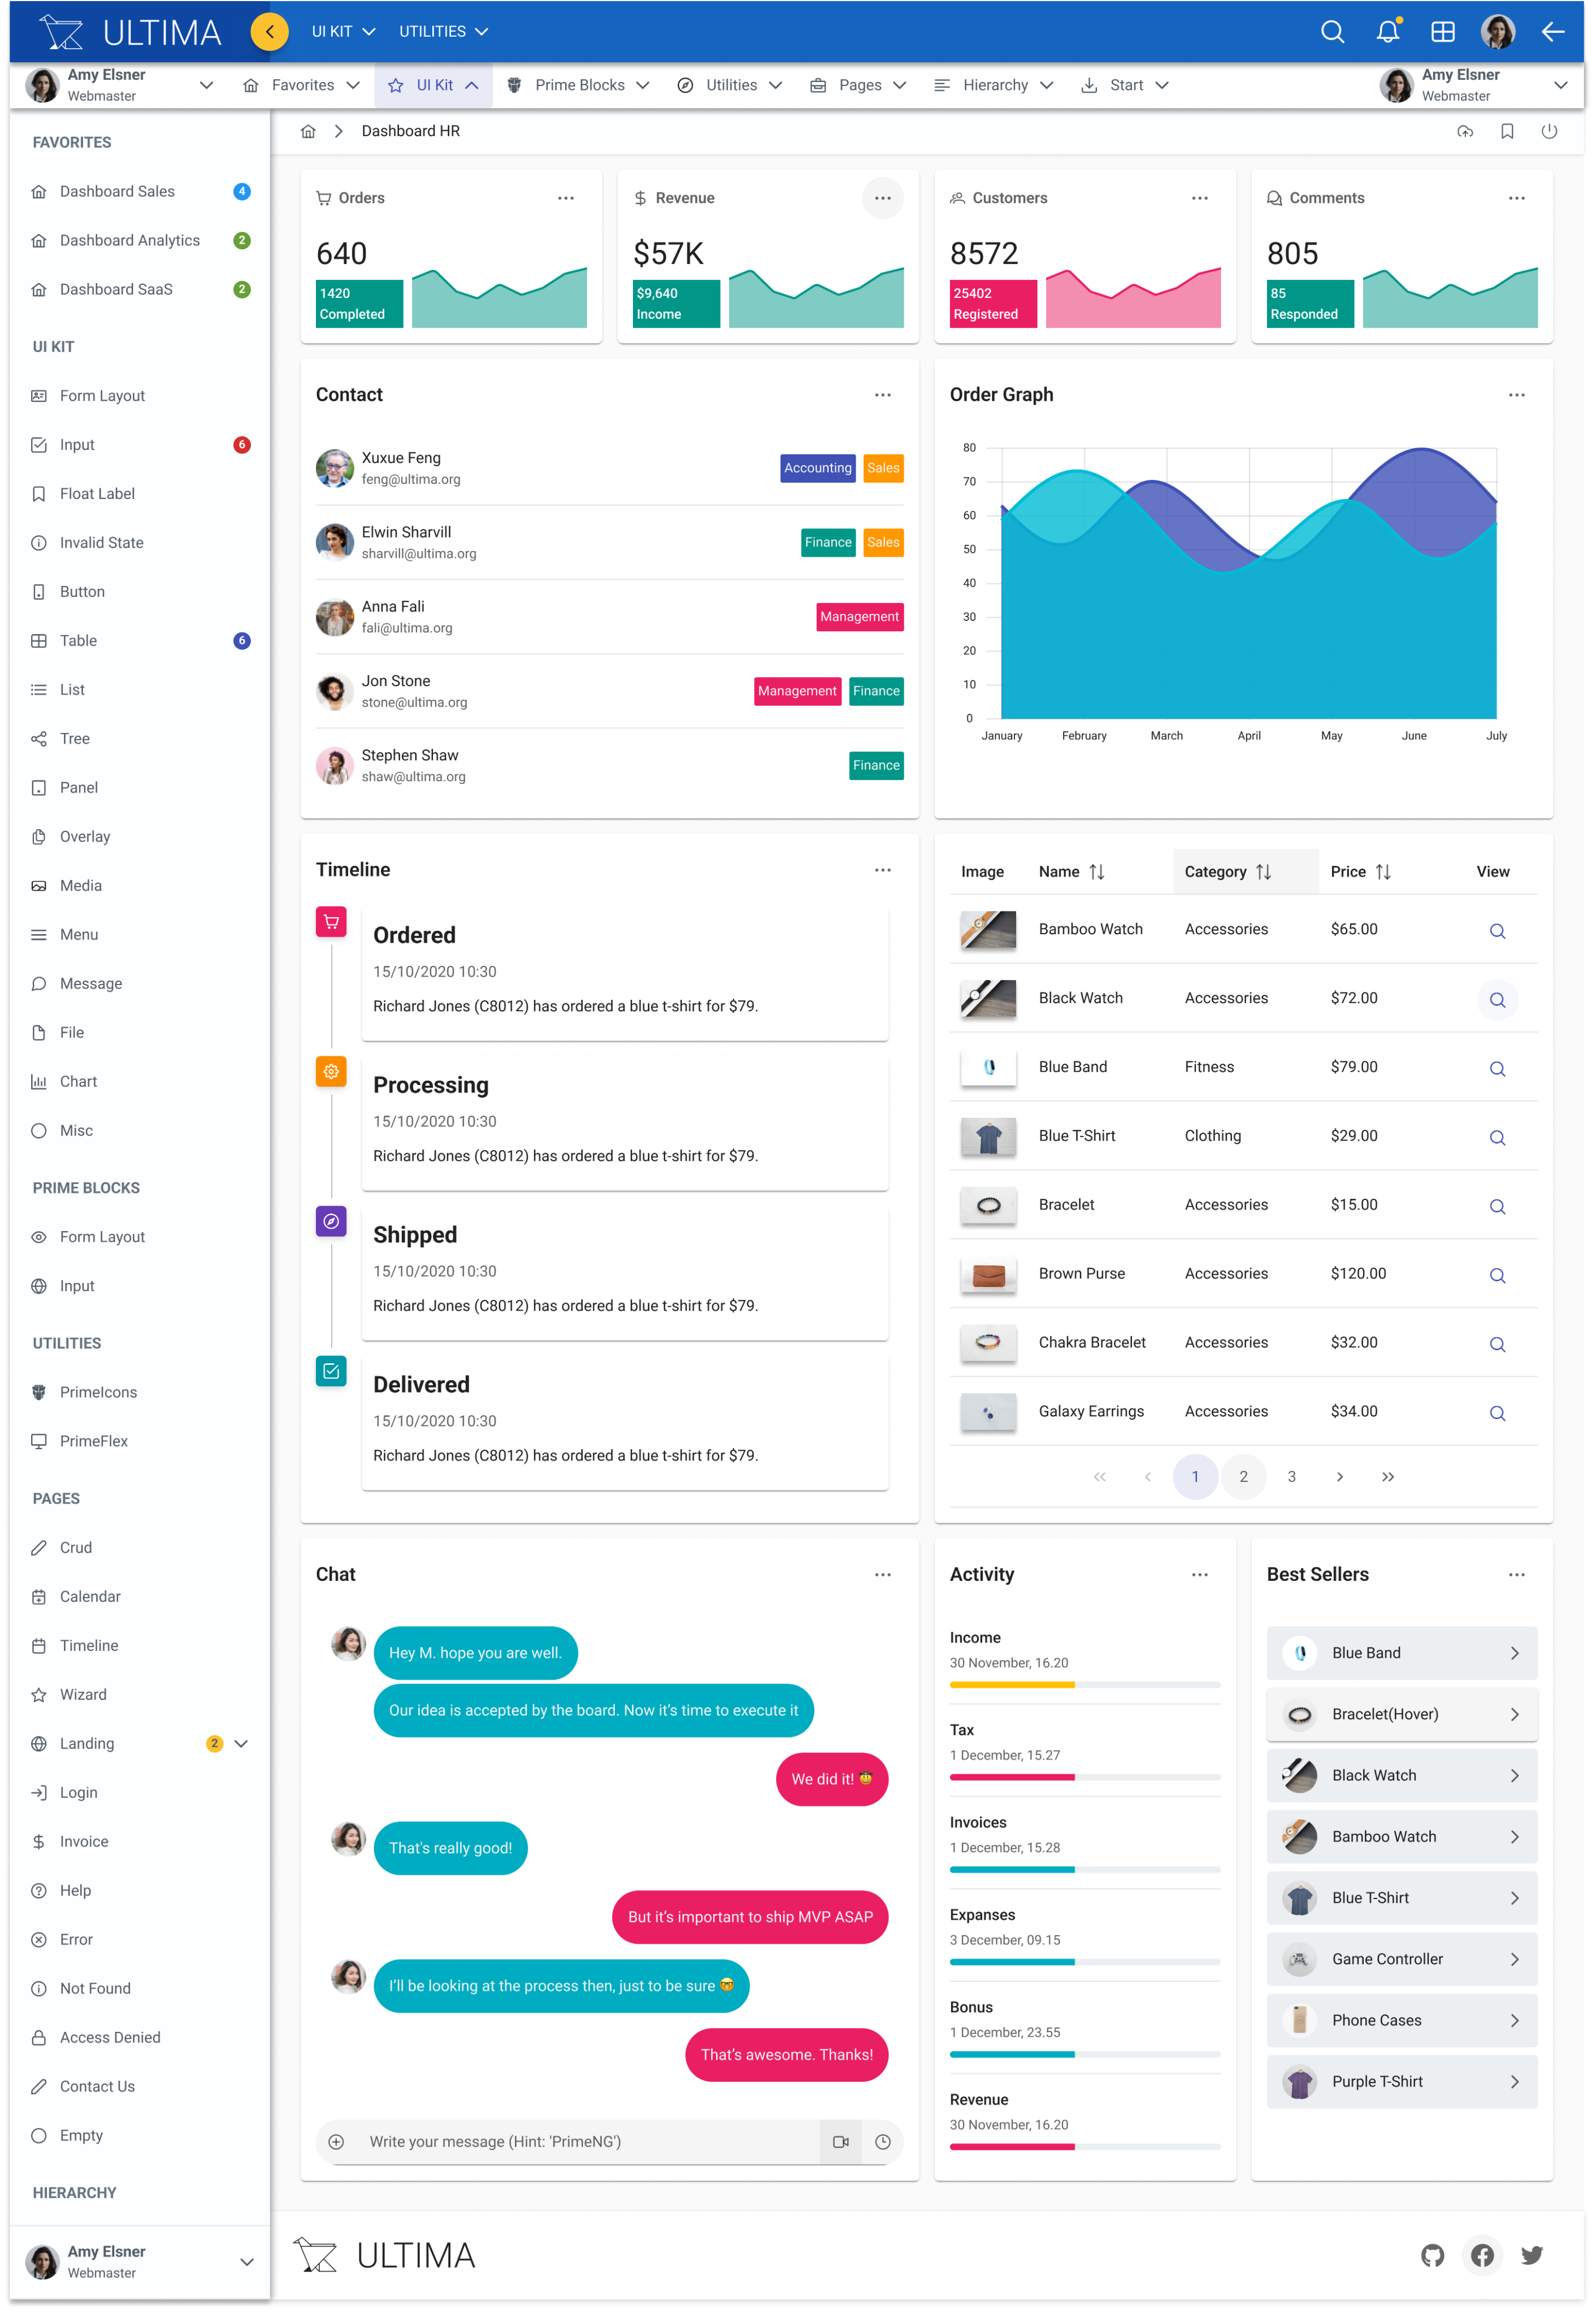 ULTIMA
UI KIT
UTILITIES
Amy Elsner
Webmaster
Favorites
UI Kit
Prime Blocks
Utilities
Pages
Hierarchy
Start
Amy Elsner
Webmaster
FAVORITES
Dashboard Sales 4
Dashboard Analytics 2
Dashboard SaaS 2
UI KIT
Form Layout
Input 6
Float Label
Invalid State
Button
Table 6
List
Tree
Panel
Overlay
Media
Menu
Message
File
Chart
Misc
PRIME BLOCKS
Form Layout
Input
UTILITIES
PrimeIcons
PrimeFlex
PAGES
Crud
Calendar
Timeline
Wizard
Landing 2
Login
Invoice
Help
Error
Not Found
Access Denied
Contact Us
Empty
HIERARCHY
Amy Elsner
Webmaster
Dashboard HR
Orders
640
1420
Completed
Revenue
$57K
$9,640
Income
Customers
8572
25402
Registered
Comments
805
85
Responded
Contact
Xuxue Feng
feng@ultima.org
Accounting Sales
Elwin Sharvill
sharvill@ultima.org
Finance Sales
Anna Fali
fali@ultima.org
Management
Jon Stone
stone@ultima.org
Management Finance
Stephen Shaw
shaw@ultima.org
Finance
Order Graph
80
70
60
50
40
30
20
10
0
January February March April May June July
Timeline
Ordered
15/10/2020 10:30
Richard Jones (C8012) has ordered a blue t-shirt for $79.
Processing
15/10/2020 10:30
Richard Jones (C8012) has ordered a blue t-shirt for $79.
Shipped
15/10/2020 10:30
Richard Jones (C8012) has ordered a blue t-shirt for $79.
Delivered
15/10/2020 10:30
Richard Jones (C8012) has ordered a blue t-shirt for $79.
Image Name Category Price View
Bamboo Watch Accessories $65.00
Black Watch Accessories $72.00
Blue Band Fitness $79.00
Blue T-Shirt Clothing $29.00
Bracelet Accessories $15.00
Brown Purse Accessories $120.00
Chakra Bracelet Accessories $32.00
Galaxy Earrings Accessories $34.00
1 2 3
Chat
Hey M. hope you are well.
Our idea is accepted by the board. Now it’s time to execute it
We did it! 🤠
That's really good!
But it’s important to ship MVP ASAP
I’ll be looking at the process then, just to be sure 🤓
That’s awesome. Thanks!
Write your message (Hint: 'PrimeNG')
Activity
Income
30 November, 16.20
Tax
1 December, 15.27
Invoices
1 December, 15.28
Expanses
3 December, 09.15
Bonus
1 December, 23.55
Revenue
30 November, 16.20
Best Sellers
Blue Band
Bracelet(Hover)
Black Watch
Bamboo Watch
Blue T-Shirt
Game Controller
Phone Cases
Purple T-Shirt
ULTIMA